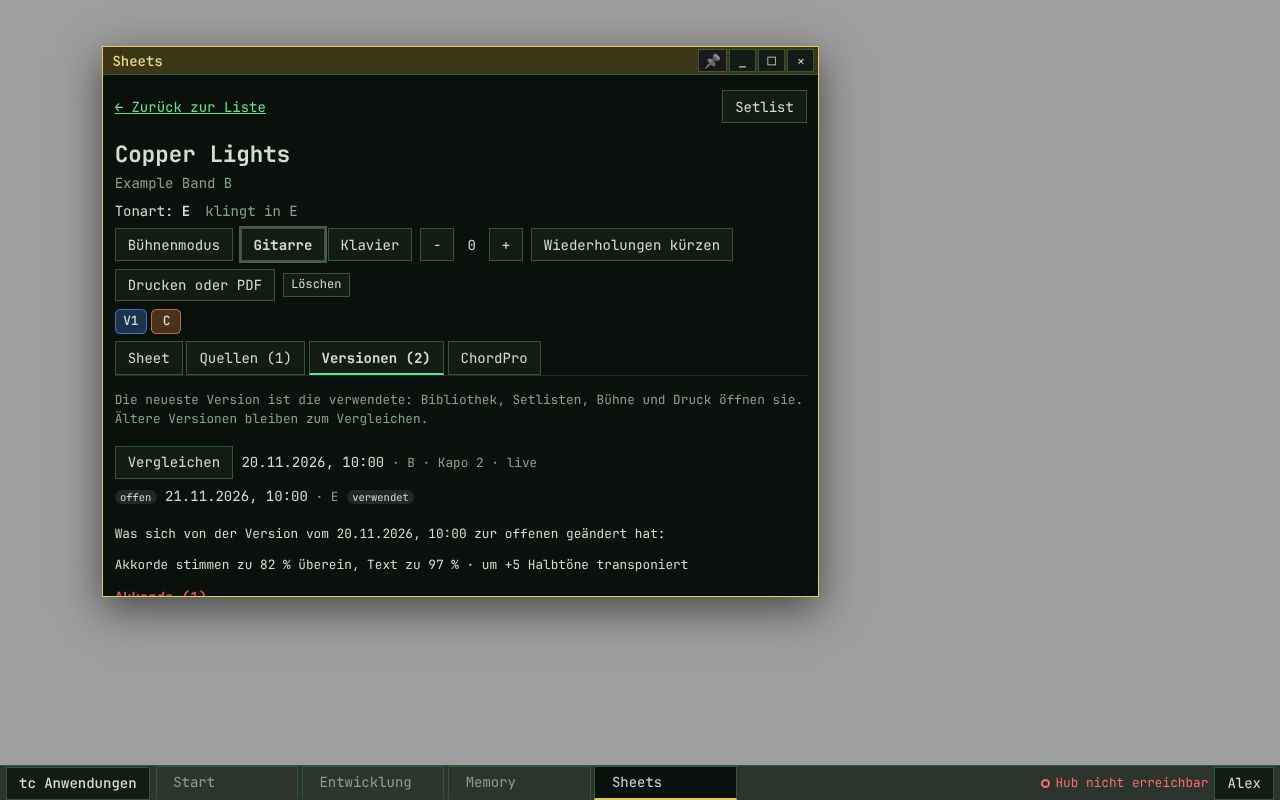 Sheets
← Zurück zur Liste
Setlist
Copper Lights
Example Band B
Tonart: E klingt in E
Bühnenmodus Gitarre Klavier - 0 + Wiederholungen kürzen
Drucken oder PDF Löschen
V1 C
Sheet Quellen (1) Versionen (2) ChordPro
Die neueste Version ist die verwendete: Bibliothek, Setlisten, Bühne und Druck öffnen sie.
Ältere Versionen bleiben zum Vergleichen.
Vergleichen 20.11.2026, 10:00 · B · Kapo 2 · live
offen 21.11.2026, 10:00 · E verwendet
Was sich von der Version vom 20.11.2026, 10:00 zur offenen geändert hat:
Akkorde stimmen zu 82 % überein, Text zu 97 % · um +5 Halbtöne transponiert
Akkorde (1)
tc Anwendungen Start Entwicklung Memory Sheets Hub nicht erreichbar Alex